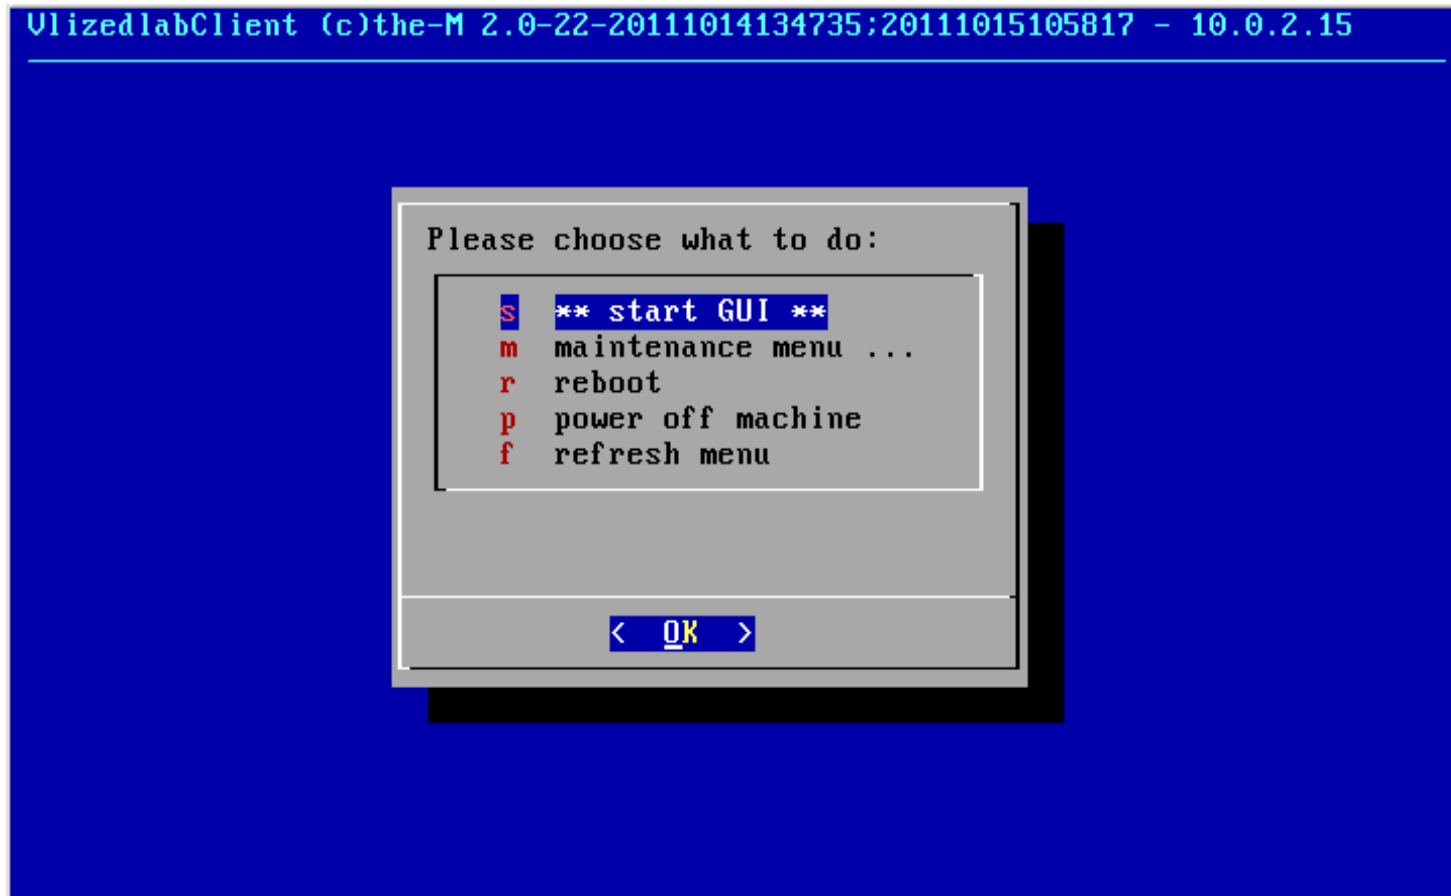 VlizedlabClient (c)the-M 2.0-22-20111014134735;20111015105817 - 10.0.2.15
Please choose what to do:
s ** start GUI **
m maintenance menu ...
r reboot
p power off machine
f refresh menu
< OK >